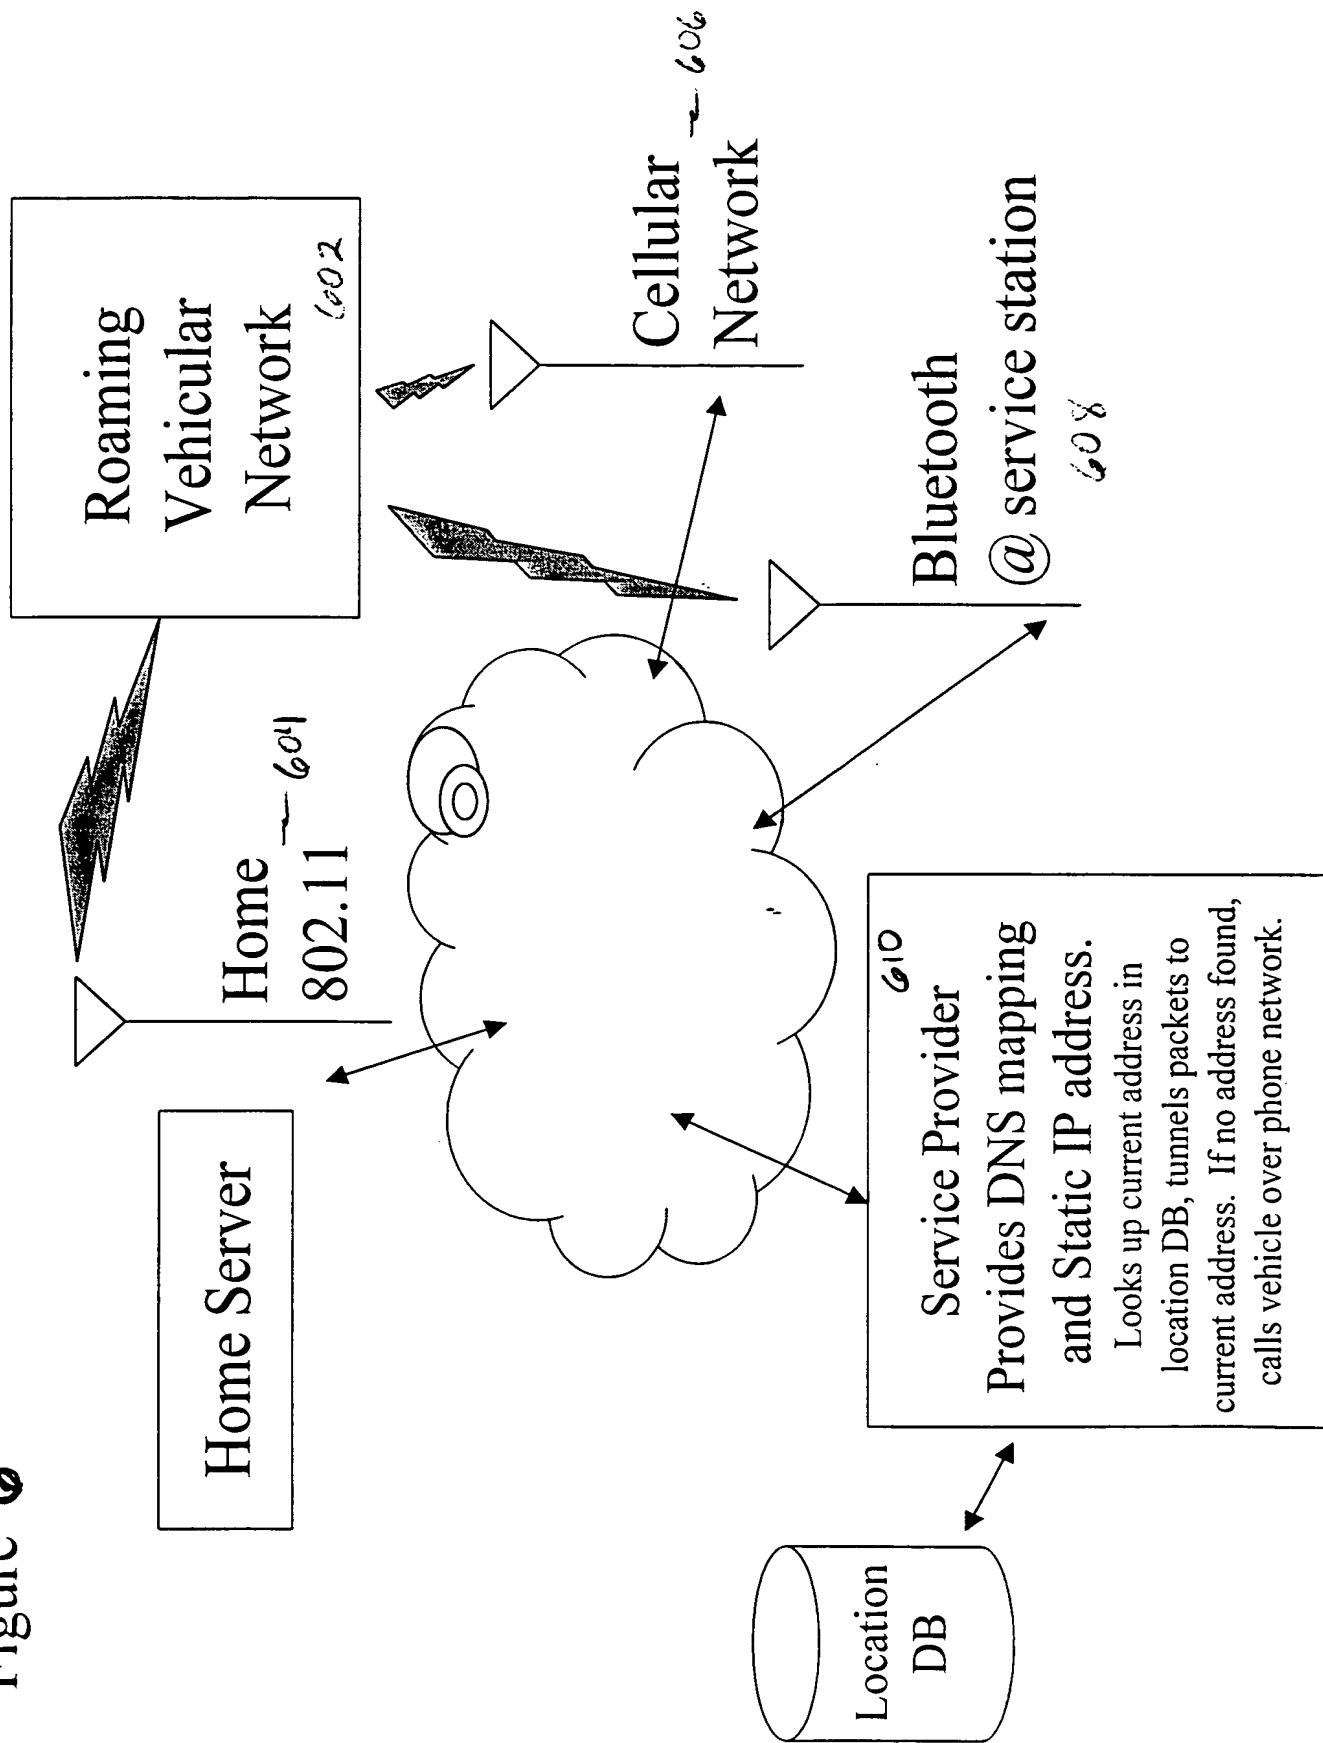 Figure 6
Roaming
Vehicular
Network
602
Home
802.11
604
Home Server
Cellular
Network
606
Bluetooth
@ service station
608
610
Service Provider
Provides DNS mapping
and Static IP address.
Looks up current address in
location DB, tunnels packets to
current address. If no address found,
calls vehicle over phone network.
Location
DB